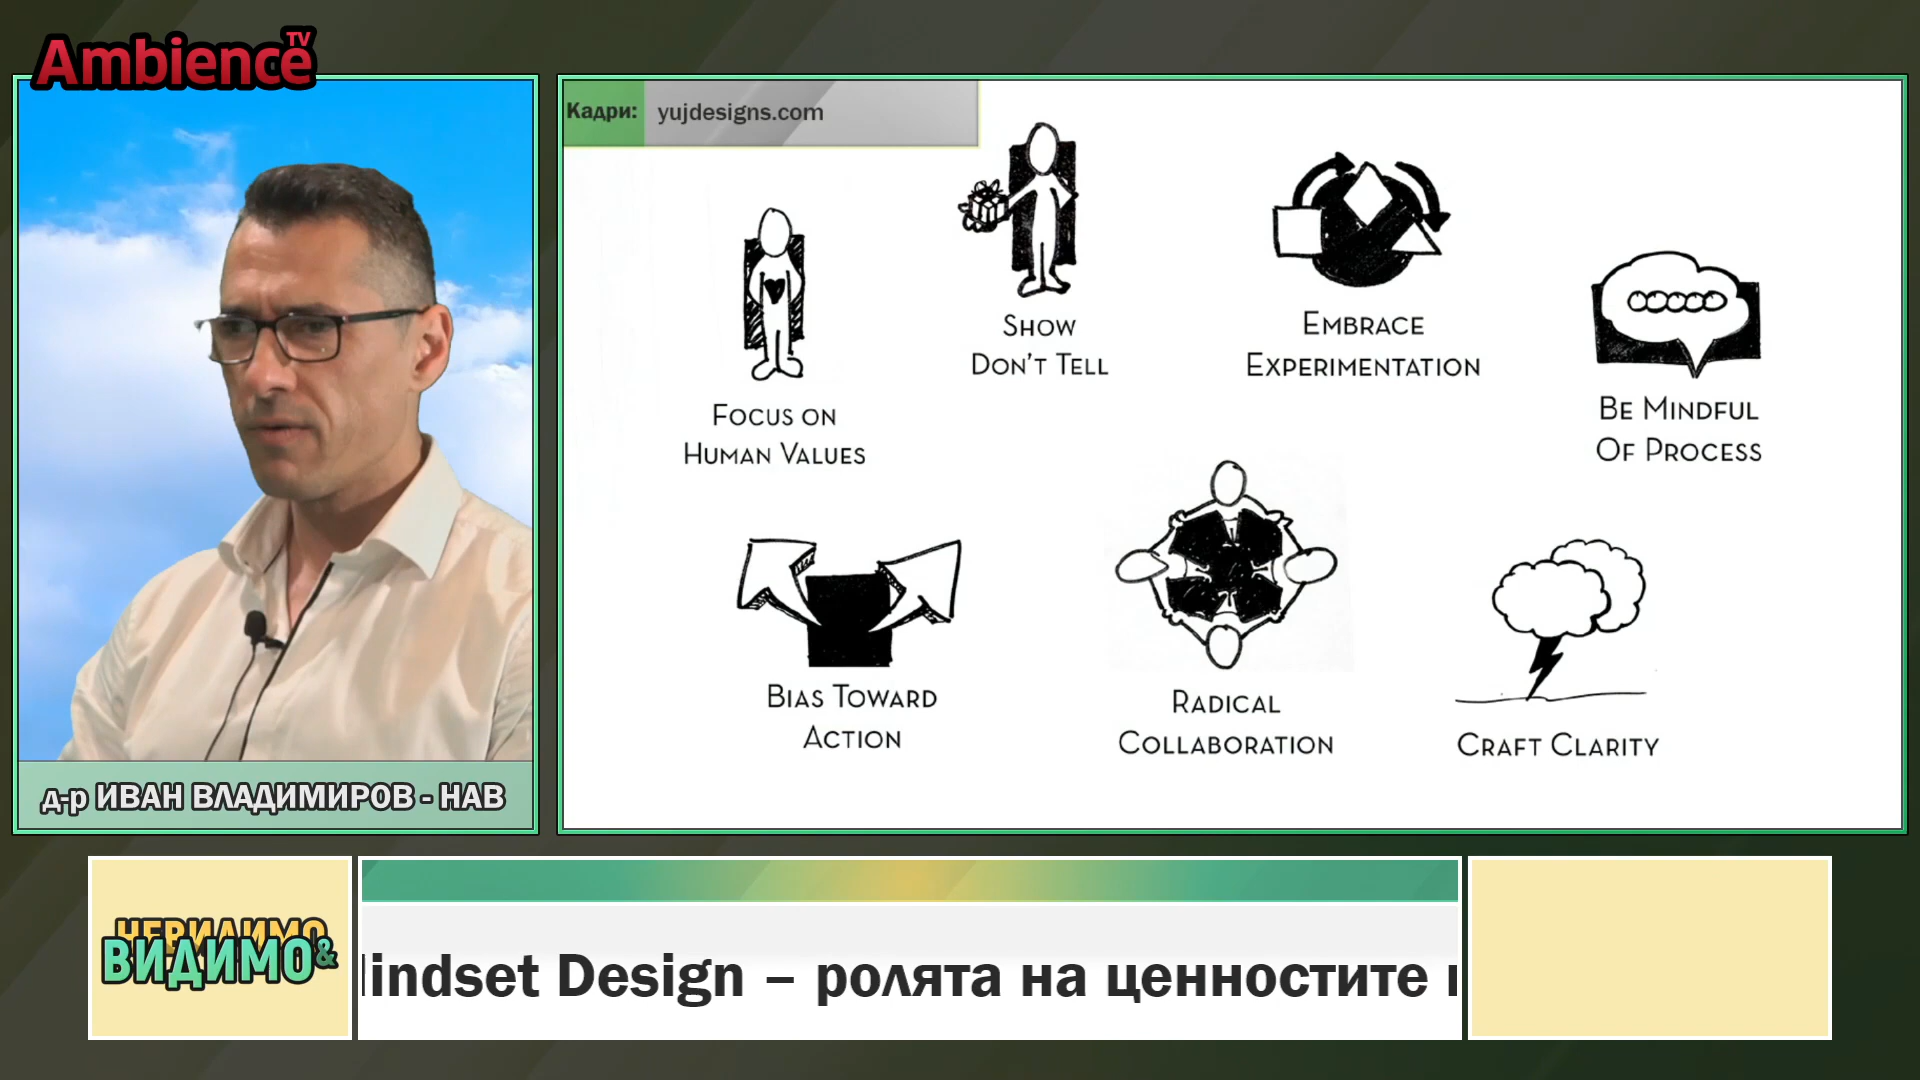 Ambience TV
Кадри: yujdesigns.com
SHOW
DON'T TELL
EMBRACE
EXPERIMENTATION
FOCUS ON
HUMAN VALUES
BE MINDFUL
OF PROCESS
BIAS TOWARD
ACTION
RADICAL
COLLABORATION
CRAFT CLARITY
д-р ИВАН ВЛАДИМИРОВ - НАВ
НЕВИДИМО
ВИДИМО&
indset Design – ролята на ценностите